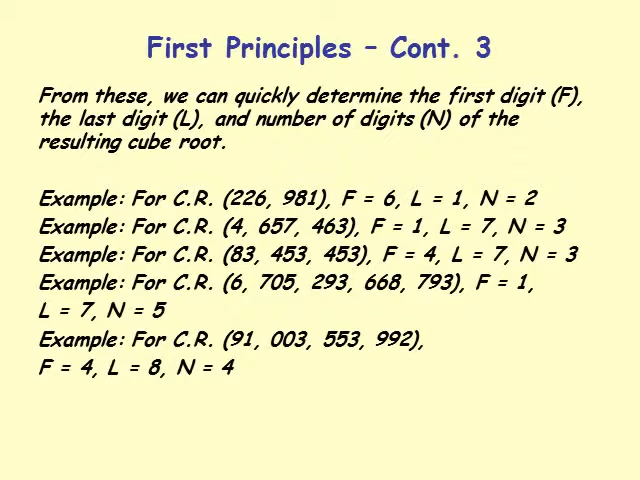 First Principles – Cont. 3
From these, we can quickly determine the first digit (F),
the last digit (L), and number of digits (N) of the
resulting cube root.
Example: For C.R. (226, 981), F = 6, L = 1, N = 2
Example: For C.R. (4, 657, 463), F = 1, L = 7, N = 3
Example: For C.R. (83, 453, 453), F = 4, L = 7, N = 3
Example: For C.R. (6, 705, 293, 668, 793), F = 1,
L = 7, N = 5
Example: For C.R. (91, 003, 553, 992),
F = 4, L = 8, N = 4